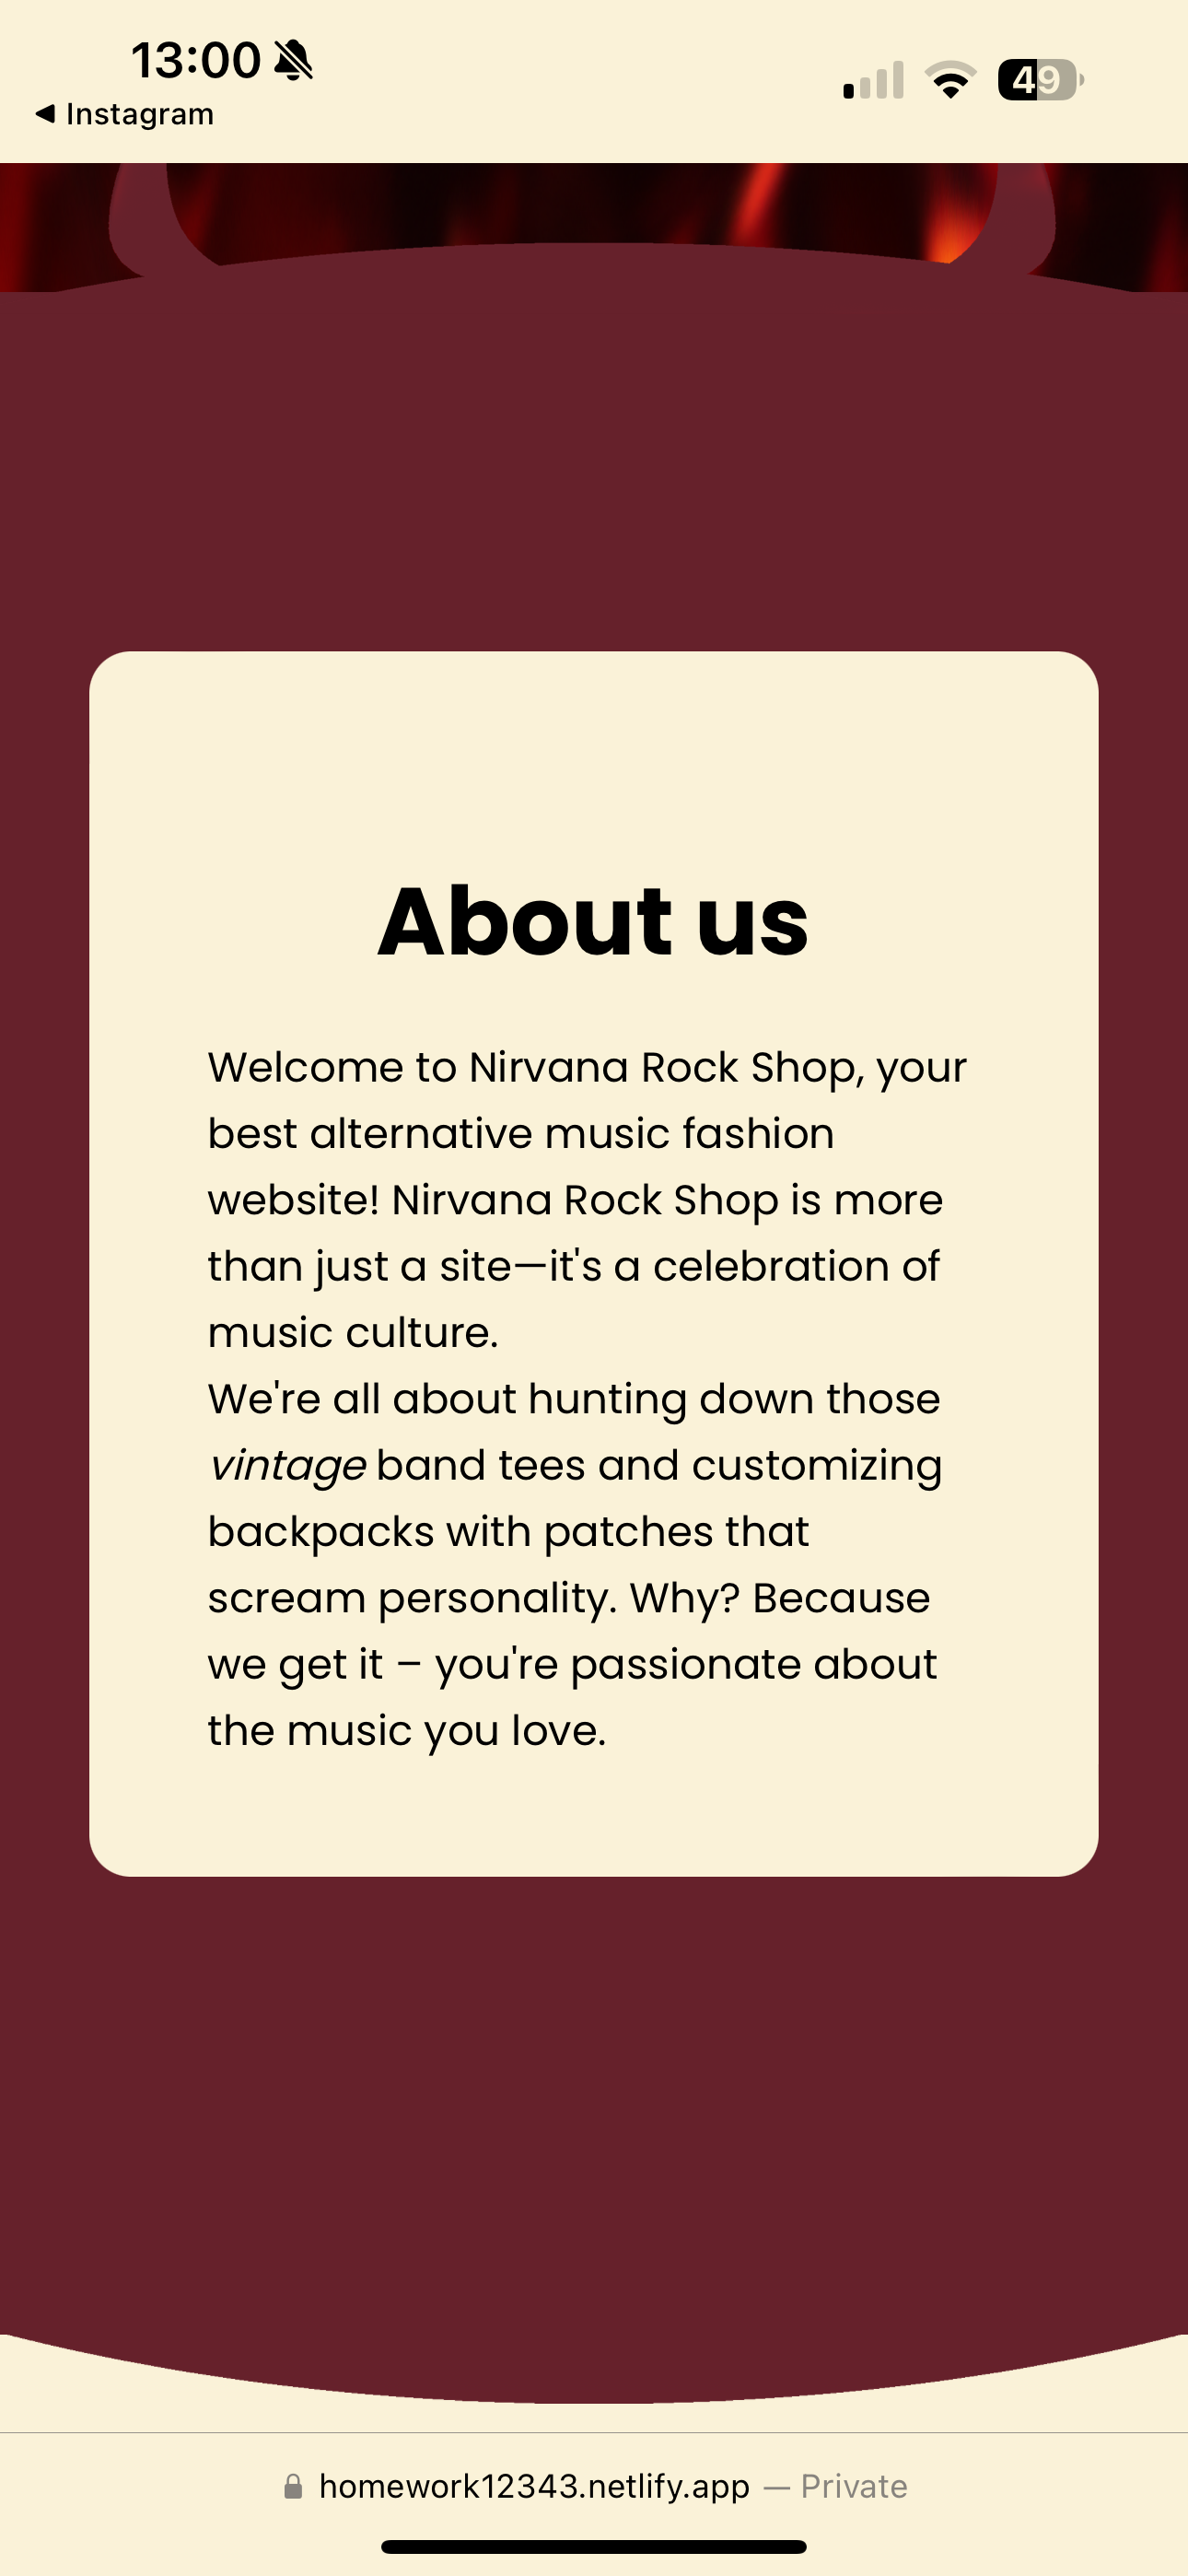 13:00
◀ Instagram
49
About us
Welcome to Nirvana Rock Shop, your
best alternative music fashion
website! Nirvana Rock Shop is more
than just a site—it's a celebration of
music culture.
We're all about hunting down those
vintage band tees and customizing
backpacks with patches that
scream personality. Why? Because
we get it – you're passionate about
the music you love.
homework12343.netlify.app — Private